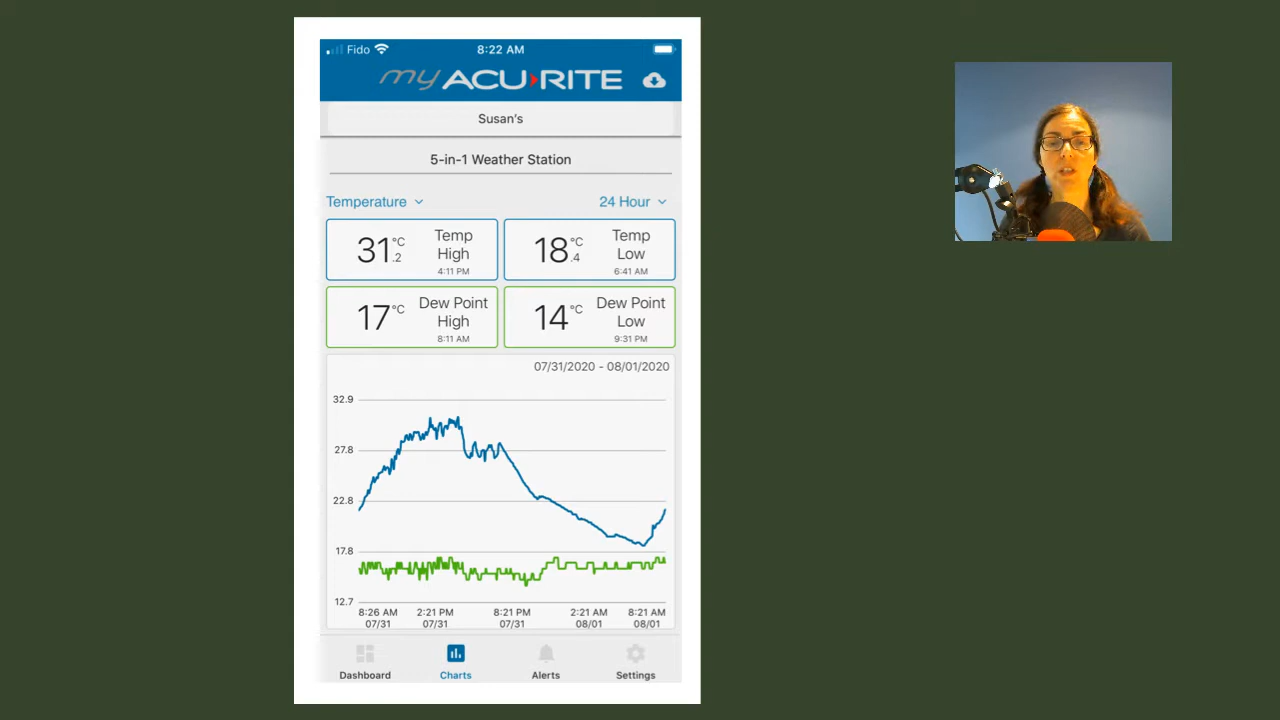 Fido
8:22 AM
my ACU RITE
Susan's
5-in-1 Weather Station
Temperature
24 Hour
31.2 °C
Temp High
4:11 PM
18.4 °C
Temp Low
6:41 AM
17 °C
Dew Point High
8:11 AM
14 °C
Dew Point Low
9:31 PM
07/31/2020 - 08/01/2020
32.9
27.8
22.8
17.8
12.7
8:26 AM 2:21 PM 8:21 PM 2:21 AM 8:21 AM
07/31 07/31 07/31 08/01 08/01
Dashboard Charts Alerts Settings